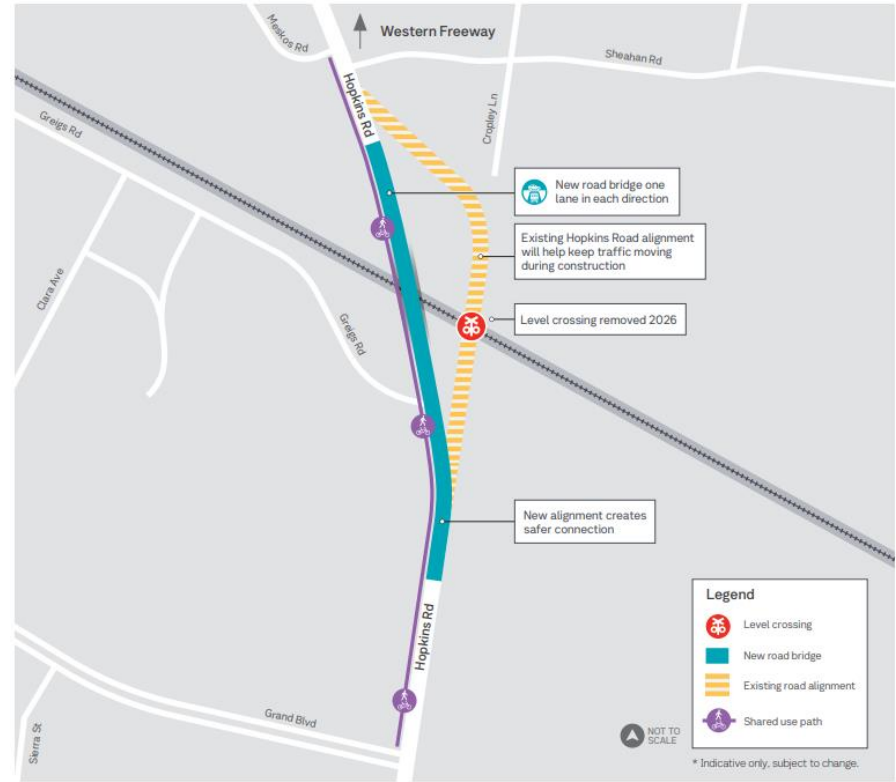 Meskos Rd
Western Freeway
Sheahan Rd
Hopkins Rd
Cropley Ln
Greigs Rd
New road bridge one
lane in each direction
Existing Hopkins Road alignment
will help keep traffic moving
during construction
Clara Ave
Level crossing removed 2026
Greigs Rd
New alignment creates
safer connection
Hopkins Rd
Grand Blvd
Sierra St
Legend
Level crossing
New road bridge
Existing road alignment
Shared use path
NOT TO
SCALE
* Indicative only, subject to change.